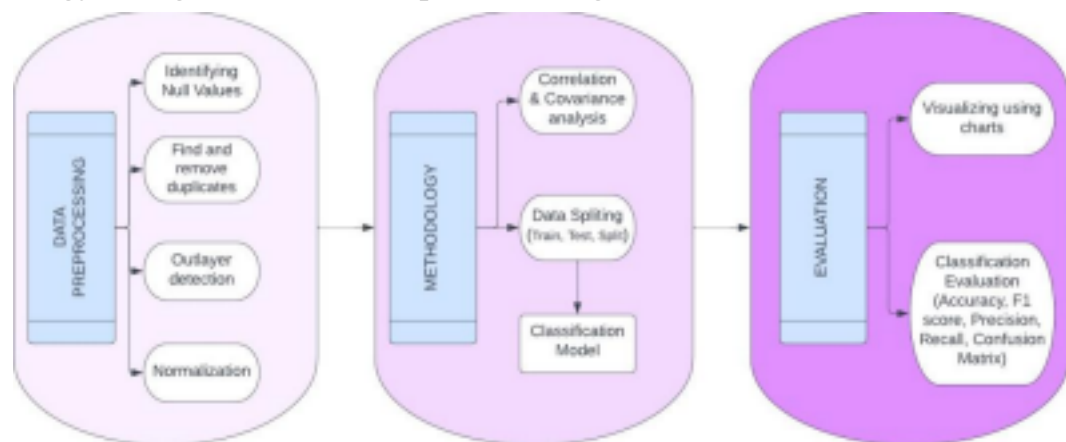 DATA
PREPROCESSING
Identifying
Null Values
Find and
remove
duplicates
Outlayer
detection
Normalization
METHODOLOGY
Correlation
& Covariance
analysis
Data Spliting
(Train, Test, Split)
Classification
Model
EVALUATION
Visualizing using
charts
Classification
Evaluation
(Accuracy, F1
score, Precision,
Recall, Confusion
Matrix)